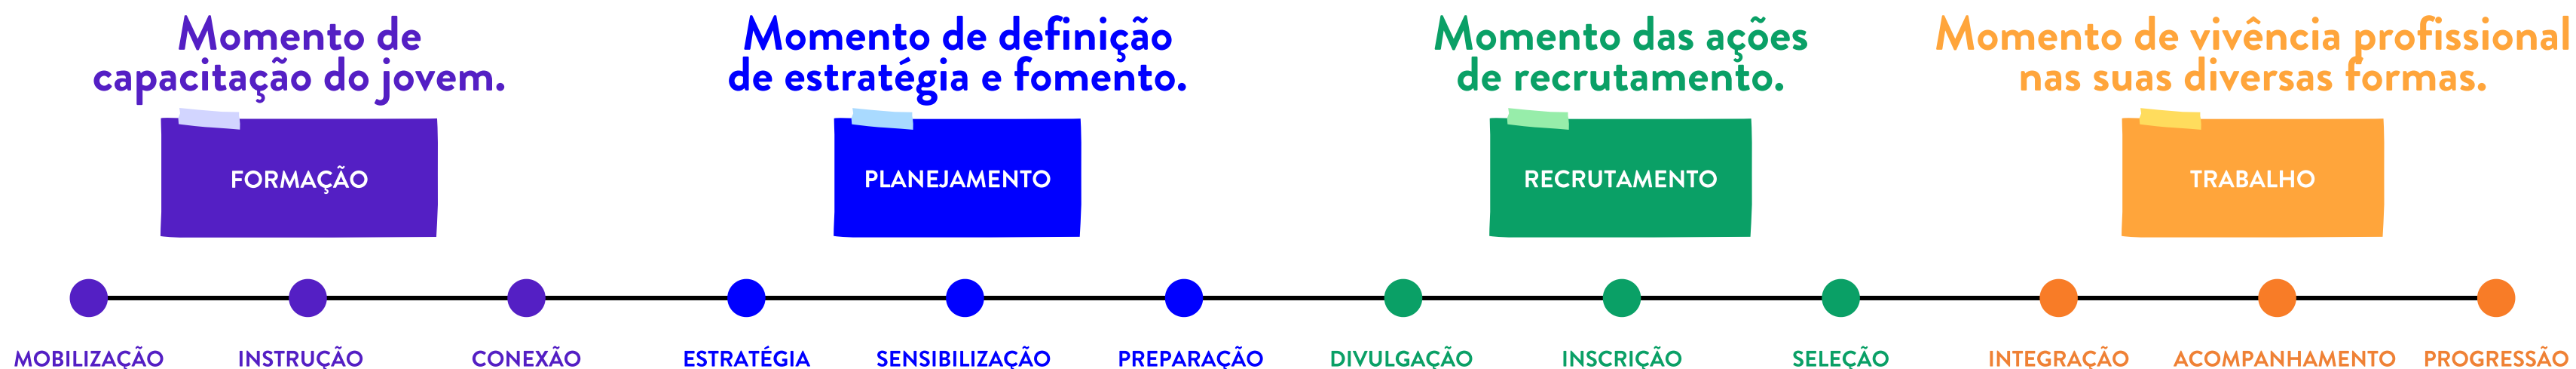 Momento de
capacitação do jovem.
FORMAÇÃO
Momento de definição
de estratégia e fomento.
PLANEJAMENTO
Momento das ações
de recrutamento.
RECRUTAMENTO
Momento de vivência profissional
nas suas diversas formas.
TRABALHO
MOBILIZAÇÃO
INSTRUÇÃO
CONEXÃO
ESTRATÉGIA
SENSIBILIZAÇÃO
PREPARAÇÃO
DIVULGAÇÃO
INSCRIÇÃO
SELEÇÃO
INTEGRAÇÃO
ACOMPANHAMENTO
PROGRESSÃO